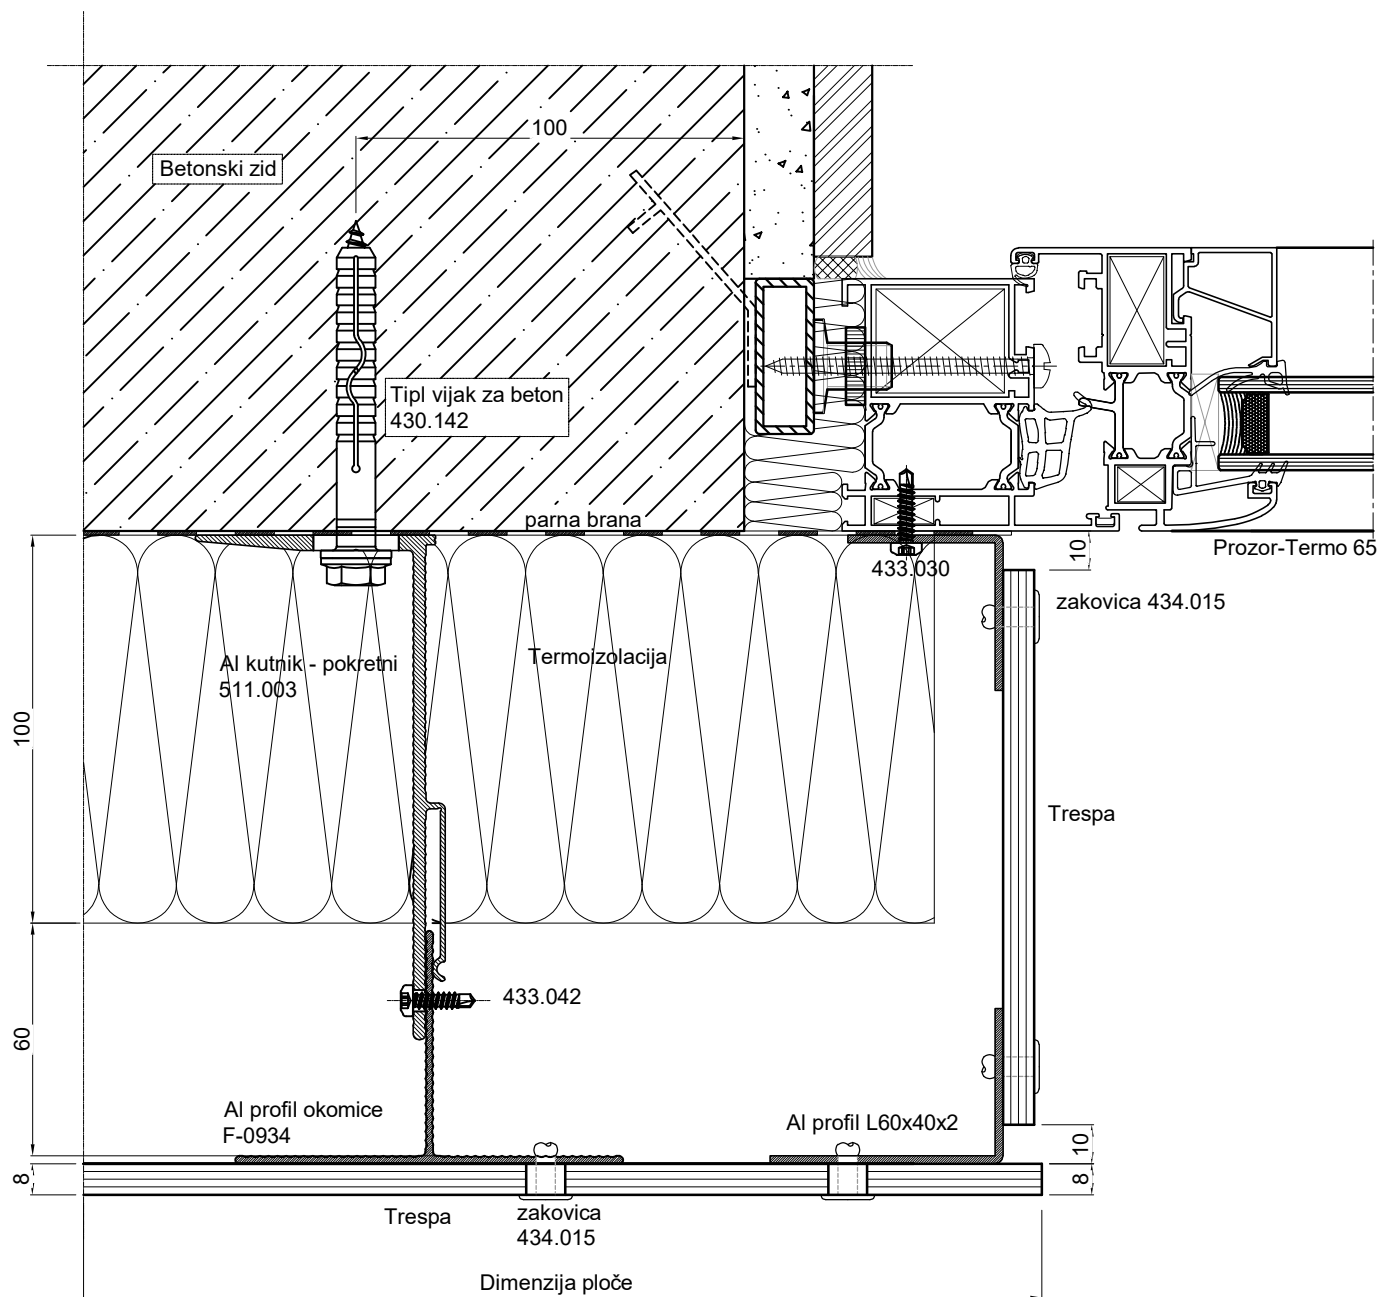 100
Betonski zid
Tipl vijak za beton
430.142
parna brana
433.030
10
Prozor-Termo 65
zakovica 434.015
Al kutnik - pokretni
511.003
Termoizolacija
100
Trespa
433.042
60
Al profil okomice
F-0934
Al profil L60x40x2
10
8
8
Trespa
zakovica
434.015
Dimenzija ploče